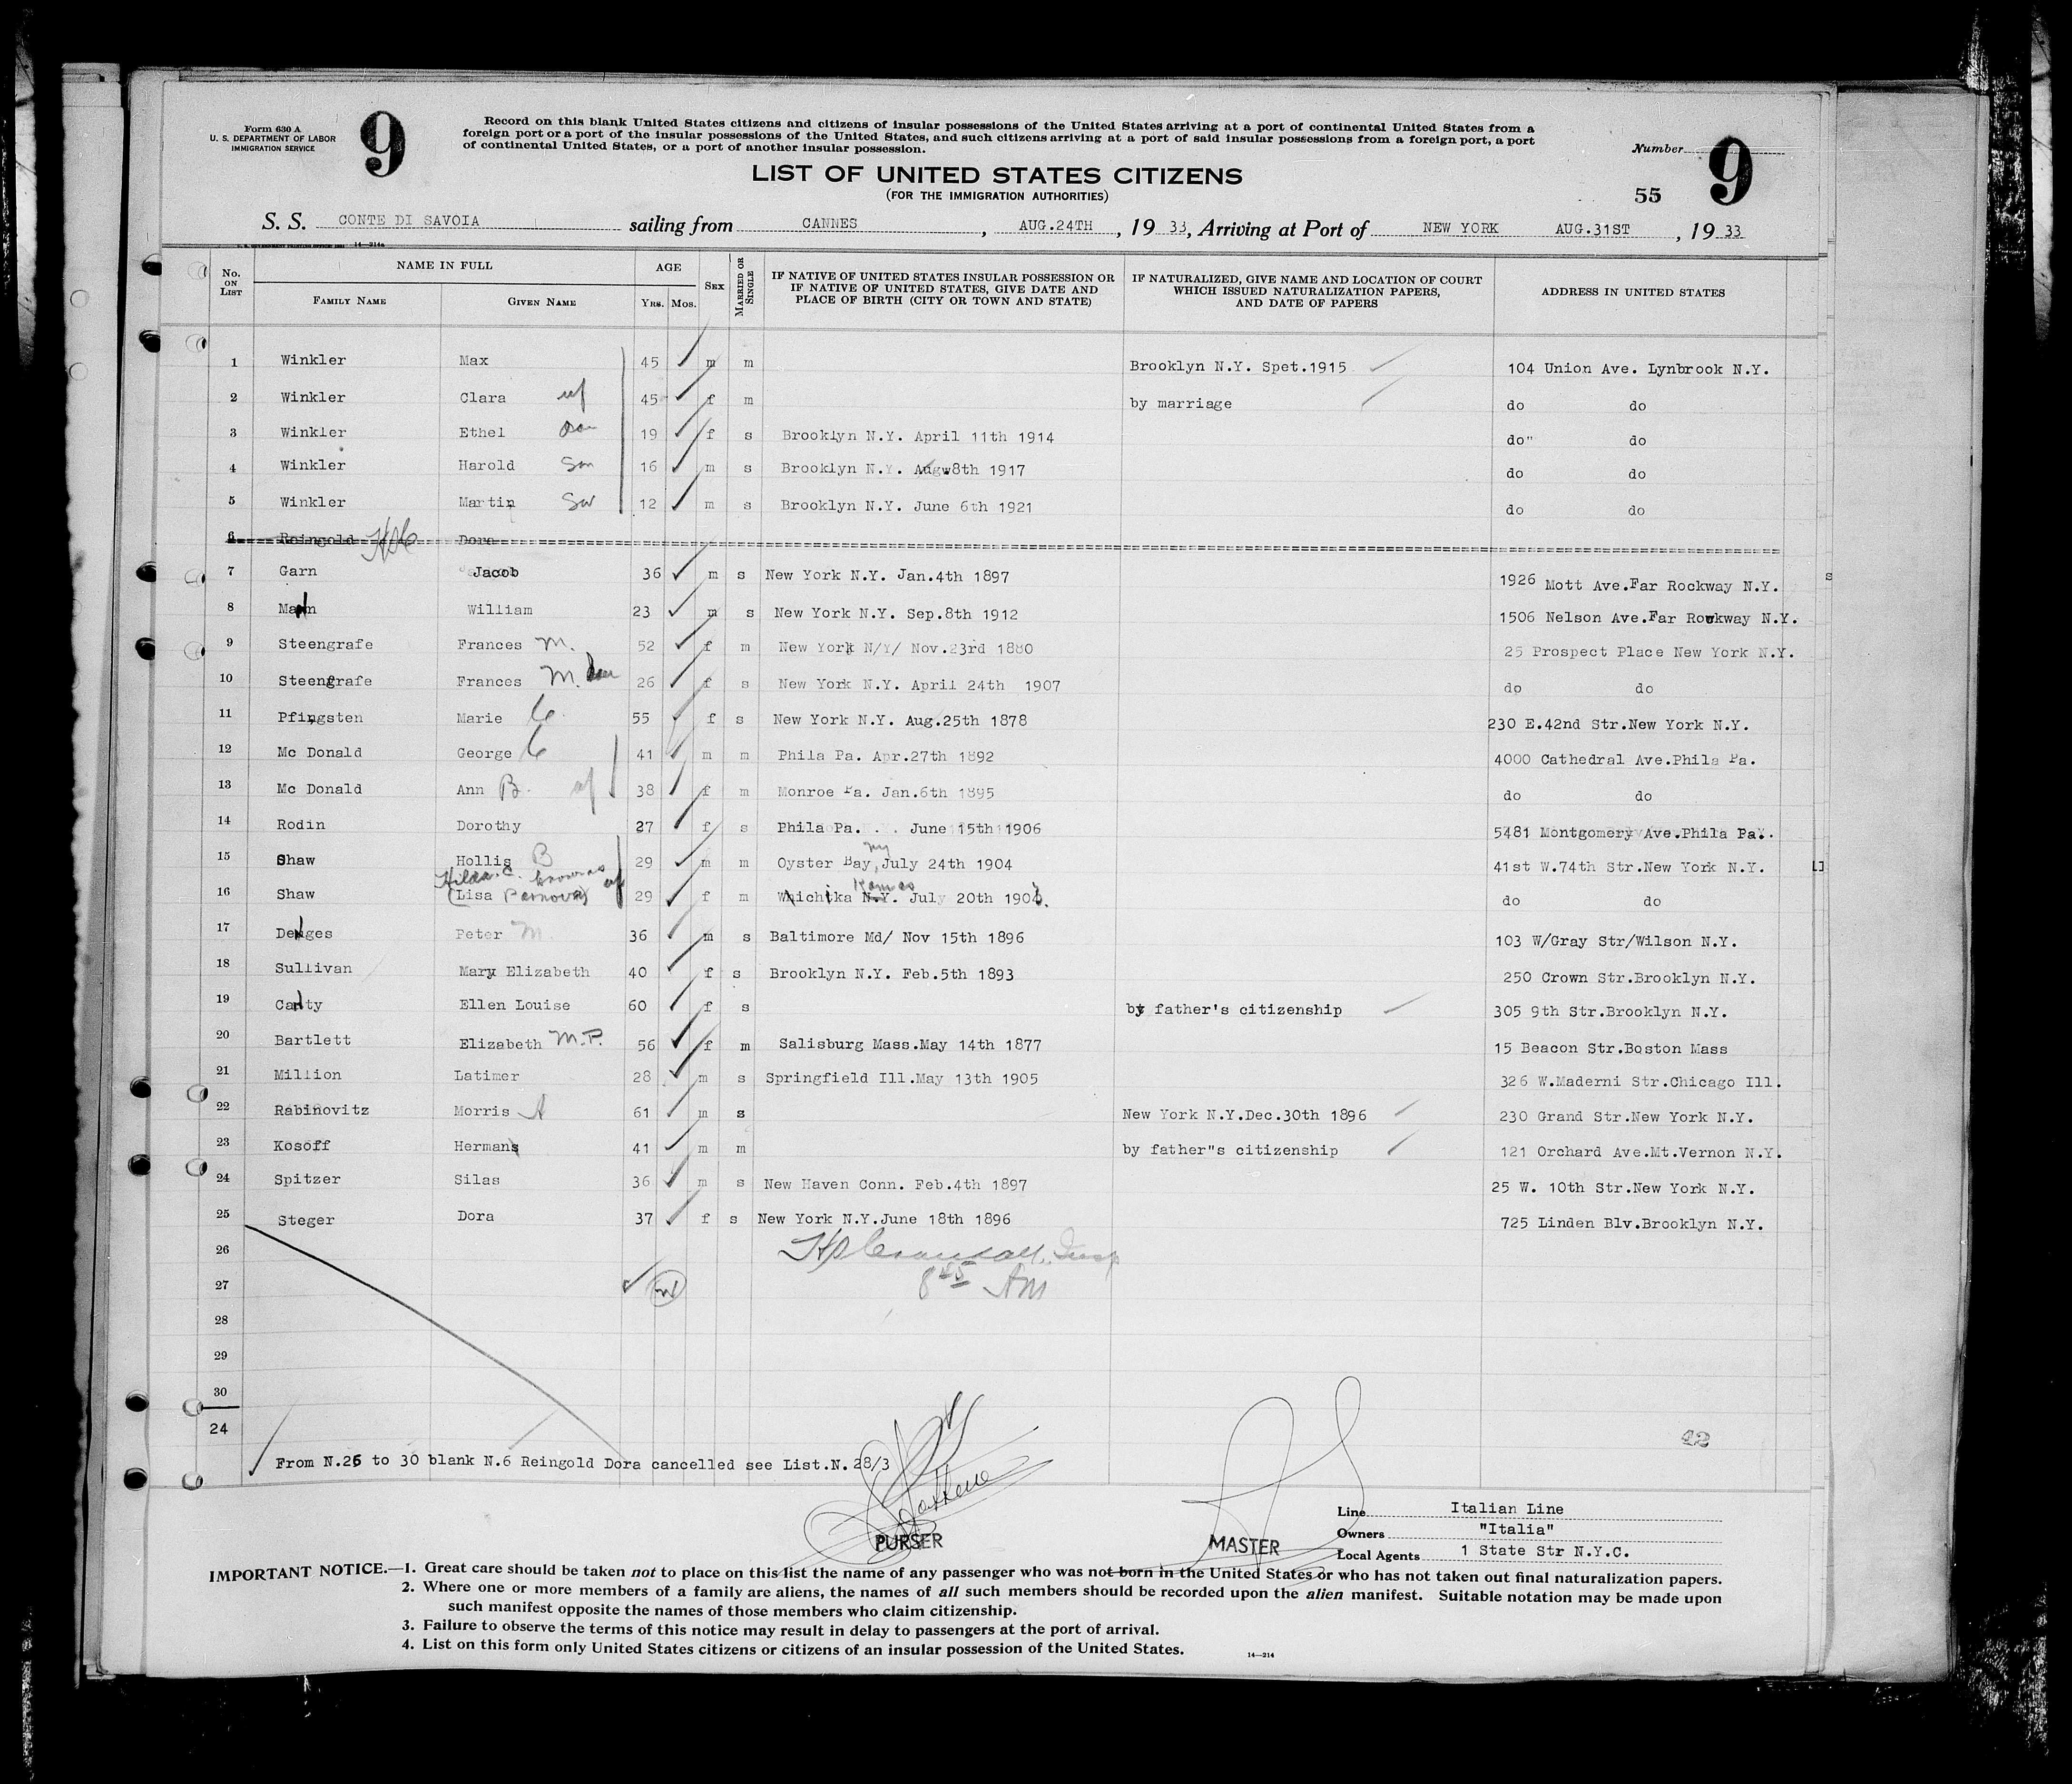 Form 630 A
U. S. DEPARTMENT OF LABOR
IMMIGRATION SERVICE
9
Record on this blank United States citizens and citizens of insular possessions of the United States arriving at a port of continental United States from a
foreign port or a port of the insular possessions of the United States, and such citizens arriving at a port of said insular possessions from a foreign port, a port
of continental United States, or a port of another insular possession.
Number 9
LIST OF UNITED STATES CITIZENS
(FOR THE IMMIGRATION AUTHORITIES)
55
S. S. CONTE DI SAVOIA sailing from CANNES, AUG.24TH, 1933, Arriving at Port of NEW YORK AUG.31ST, 1933
14—214a
No. ON LIST
NAME IN FULL
FAMILY NAME
GIVEN NAME
AGE
YRS. MOS.
SEX
MARRIED OR SINGLE
IF NATIVE OF UNITED STATES INSULAR POSSESSION OR
IF NATIVE OF UNITED STATES, GIVE DATE AND
PLACE OF BIRTH (CITY OR TOWN AND STATE)
IF NATURALIZED, GIVE NAME AND LOCATION OF COURT
WHICH ISSUED NATURALIZATION PAPERS,
AND DATE OF PAPERS
ADDRESS IN UNITED STATES
1 Winkler Max 45 m m Brooklyn N.Y. Spet.1915 104 Union Ave. Lynbrook N.Y.
2 Winkler Clara wf 45 f m by marriage do do
3 Winkler Ethel 19 f s Brooklyn N.Y. April 11th 1914 do" do
4 Winkler Harold Son 16 m s Brooklyn N.Y. Aug 8th 1917 do do
5 Winkler Martin Son 12 m s Brooklyn N.Y. June 6th 1921 do do
6 Reingold Dora
7 Garn Jacob 36 m s New York N.Y. Jan.4th 1897 1926 Mott Ave.Far Rockway N.Y.
8 William 23 m s New York N.Y. Sep.8th 1912 1506 Nelson Ave.Far Rowkway N.Y.
9 Steengrafe Frances M. 52 f m New York N/Y/ Nov.23rd 1880 25 Prospect Place New York N.Y.
10 Steengrafe Frances M. 26 f s New York N.Y. April 24th 1907 do do
11 Pfingsten Marie C. 55 f s New York N.Y. Aug.25th 1878 230 E.42nd Str.New York N.Y.
12 Mc Donald George C 41 m m Phila Pa. Apr.27th 1892 4000 Cathedral Ave.Phila Pa.
13 Mc Donald Ann B. wf 38 f m Monroe Pa. Jan.6th 1895 do do
14 Rodin Dorothy 27 f s Phila Pa. June 15th 1906 5481 Montgomery Ave.Phila Pa.
15 Shaw Hollis B 29 m m Oyster Bay, NY July 24th 1904 41st W.74th Str.New York N.Y.
Hilda C. known as
16 Shaw (Lisa Parnova) wf 29 f m Whichika N.Y. Kansas July 20th do do
17 Peter M 36 m s Baltimore Md/ Nov 15th 1896 103 W/Gray Str/Wilson N.Y.
18 Sullivan Mary Elizabeth 40 f s Brooklyn N.Y. Feb.5th 1893 250 Crown Str.Brooklyn N.Y.
19 Ellen Louise 60 f s by father's citizenship 305 9th Str.Brooklyn N.Y.
20 Bartlett Elizabeth M.P. 56 f m Salisburg Mass.May 14th 1877 15 Beacon Str.Boston Mass
21 Million Latimer 28 m s Springfield Ill.May 13th 1905 326 W.Maderni Str.Chicago Ill.
22 Rabinovitz Morris A 61 m s New York N.Y.Dec.30th 1896 230 Grand Str.New York N.Y.
23 Kosoff Herman 41 m m by father"s citizenship 121 Orchard Ave.Mt.Vernon N.Y.
24 Spitzer Silas 36 m s New Haven Conn. Feb.4th 1897 25 W. 10th Str.New York N.Y.
25 Steger Dora 37 f s New York N.Y.June 18th 1896 725 Linden Blv.Brooklyn N.Y.
26
27 8 45 AM
28
29
30
24
42
From N.26 to 30 blank N.6 Reingold Dora cancelled see List.N. 28/3
PURSER
MASTER
Line Italian Line
Owners "Italia"
Local Agents 1 State Str N.Y.C.
IMPORTANT NOTICE.—1. Great care should be taken not to place on this list the name of any passenger who was not born in the United States or who has not taken out final naturalization papers.
2. Where one or more members of a family are aliens, the names of all such members should be recorded upon the alien manifest. Suitable notation may be made upon
such manifest opposite the names of those members who claim citizenship.
3. Failure to observe the terms of this notice may result in delay to passengers at the port of arrival.
4. List on this form only United States citizens or citizens of an insular possession of the United States.
14—214